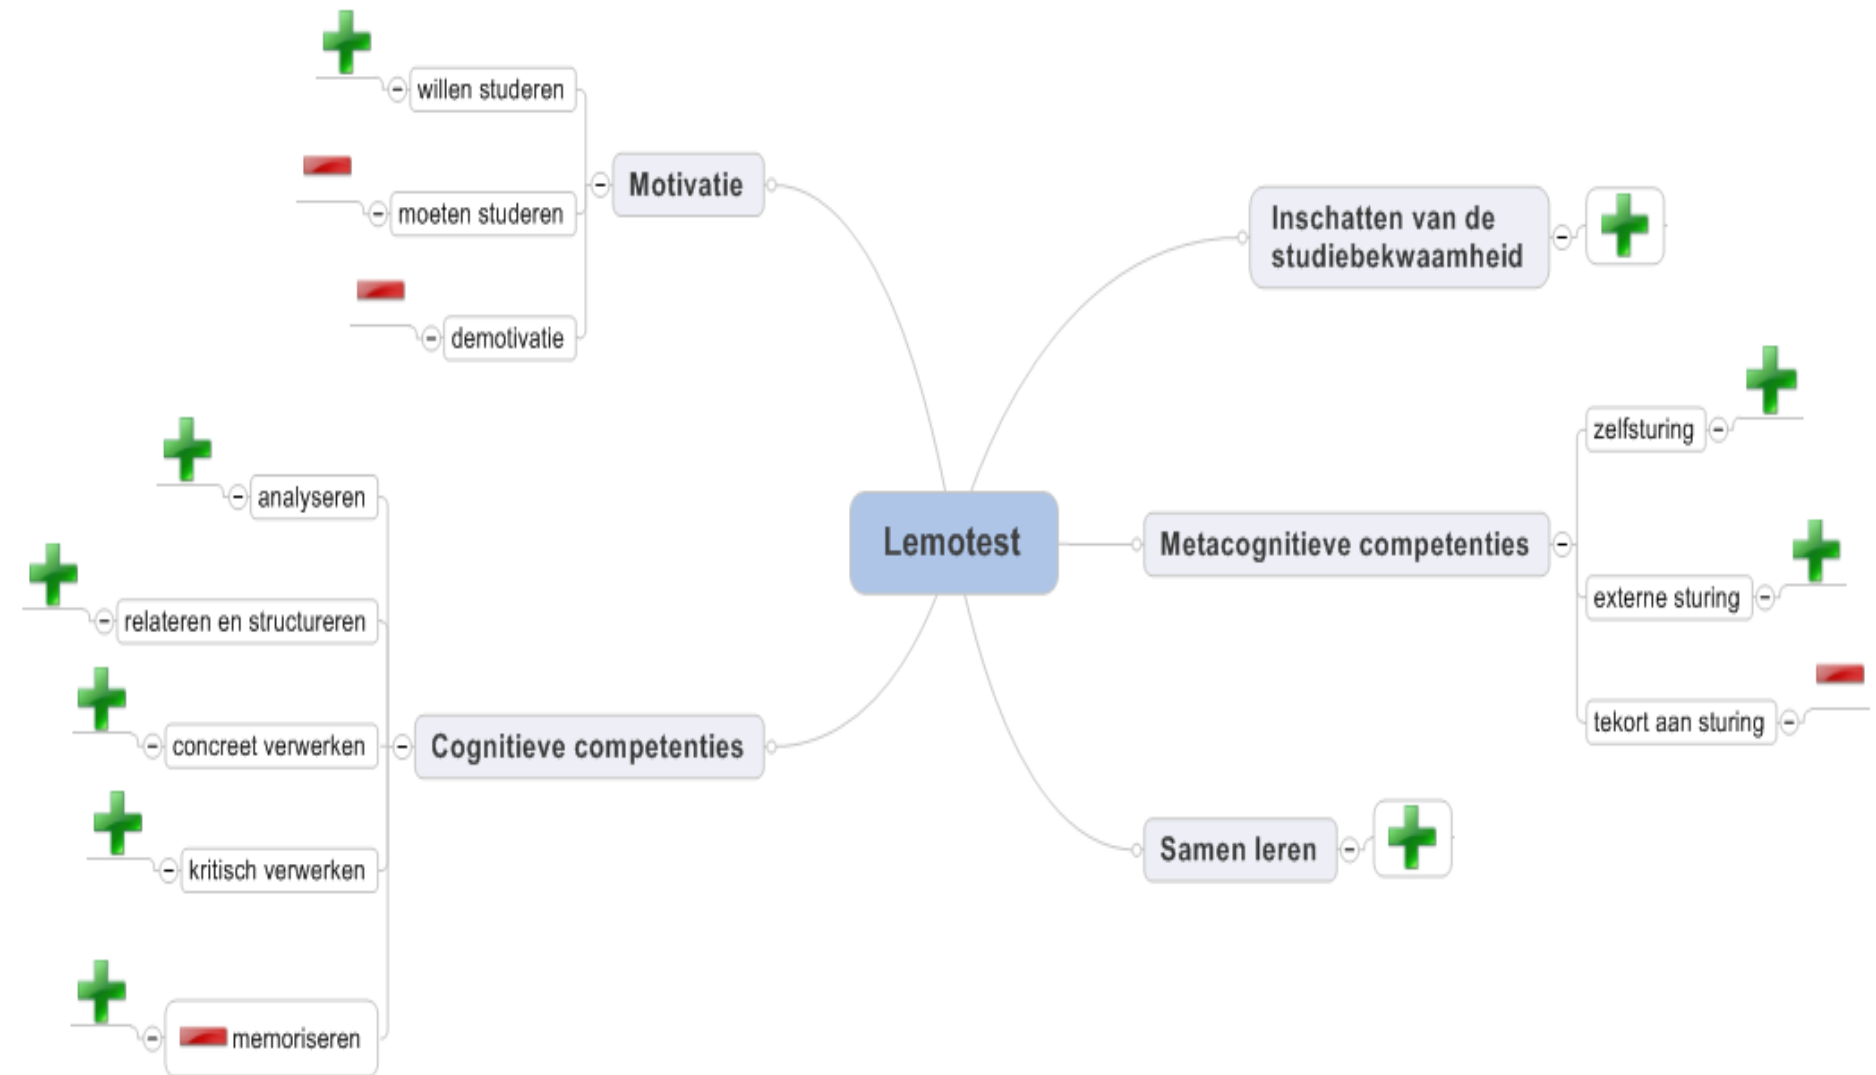 willen studeren
Motivatie
moeten studeren
demotivatie
Inschatten van de
studiebekwaamheid
zelfsturing
analyseren
Lemotest
Metacognitieve competenties
externe sturing
relateren en structureren
tekort aan sturing
concreet verwerken
Cognitieve competenties
kritisch verwerken
Samen leren
memoriseren